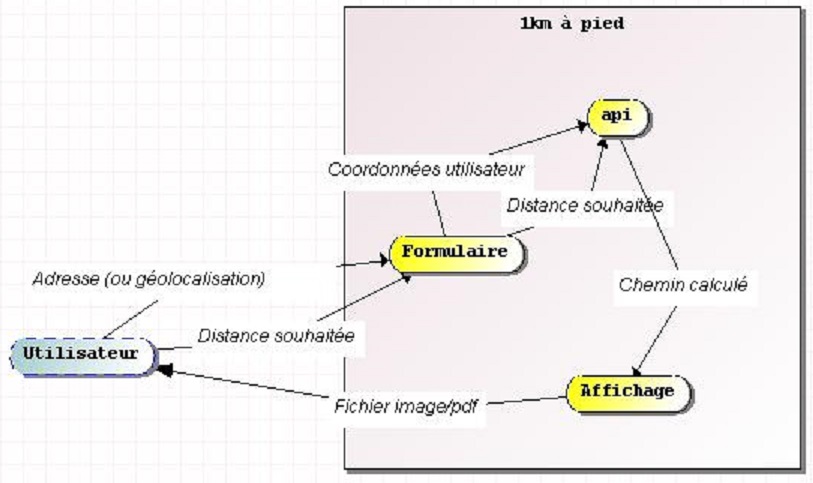 1km à pied
api
Coordonnées utilisateur
Distance souhaitée
Formulaire
Adresse (ou géolocalisation)
Chemin calculé
Distance souhaitée
Utilisateur
Affichage
Fichier image/pdf